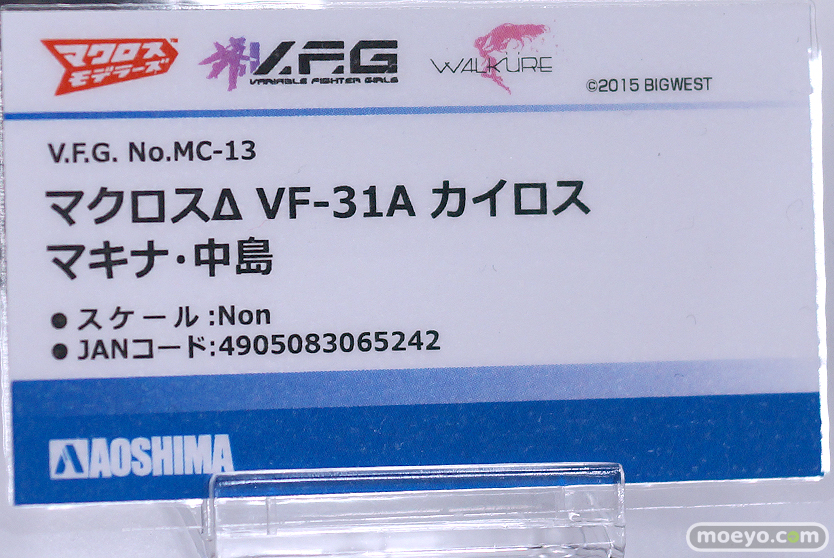 マクロス
モデラーズ
V.F.G
VARIABLE FIGHTER GIRLS
WALKÜRE
©2015 BIGWEST
V.F.G. No.MC-13
マクロスΔ VF-31A カイロス
マキナ・中島
●スケール:Non
●JANコード:4905083065242
AOSHIMA
moeyo.com